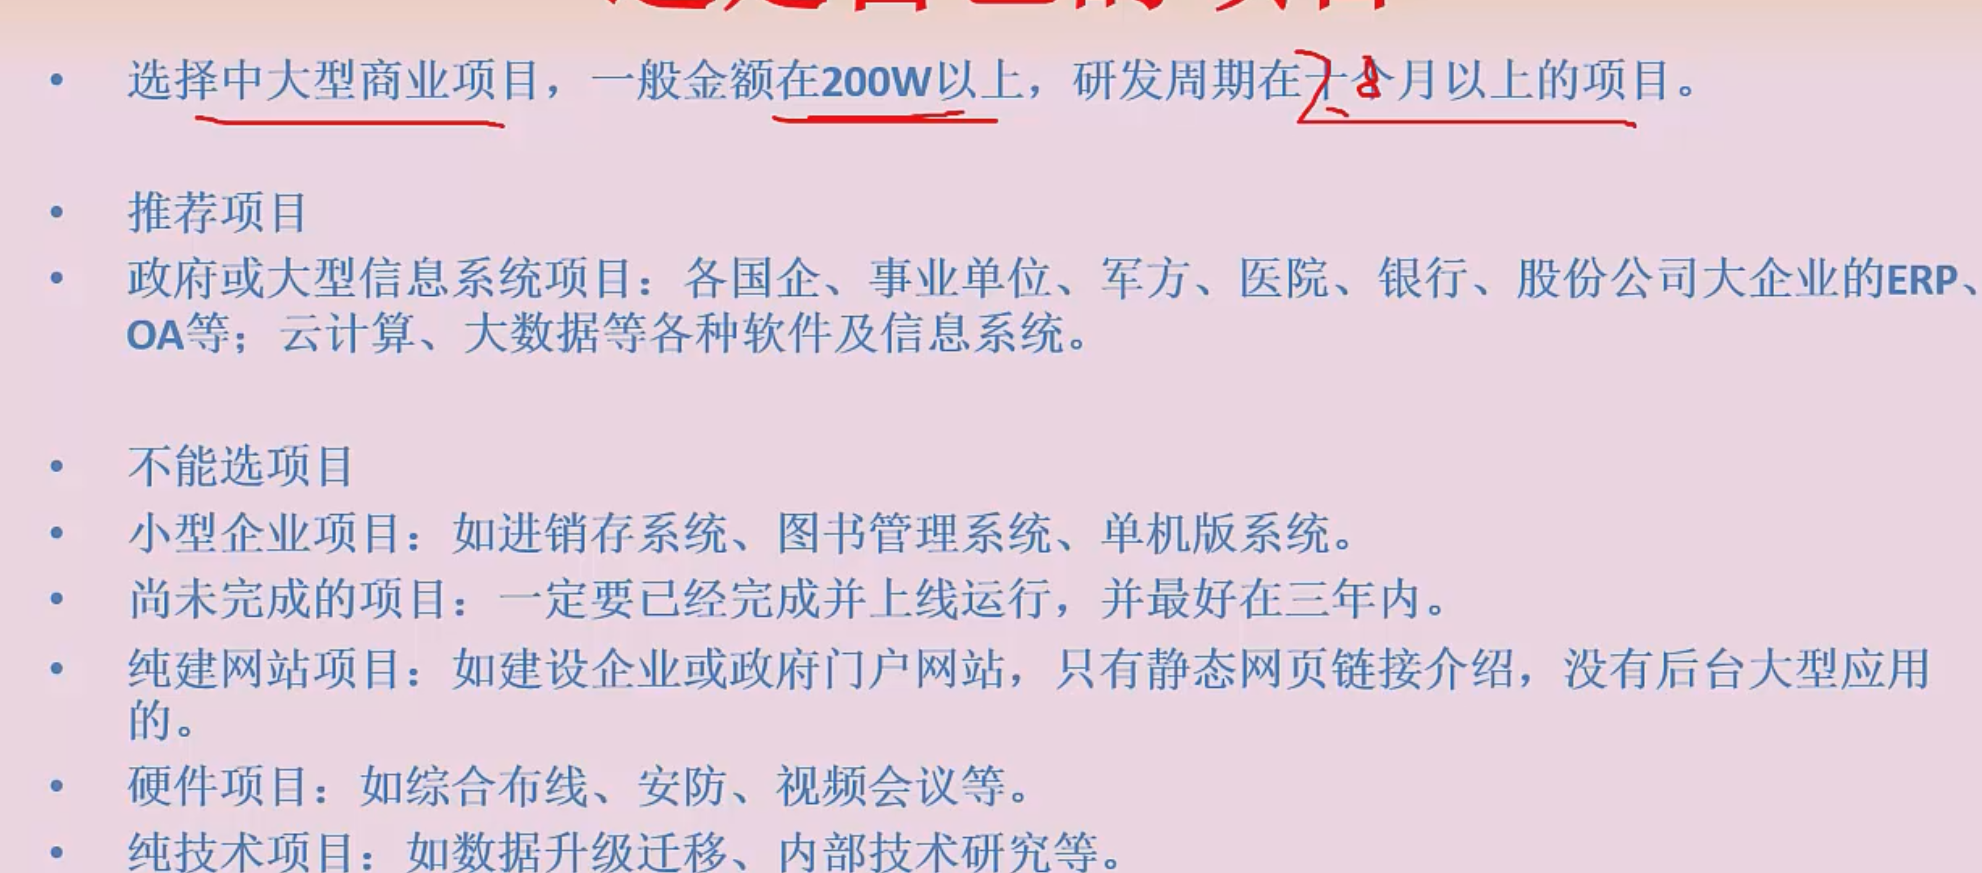 • 选择中大型商业项目，一般金额在200W以上，研发周期在十个月以上的项目。
• 推荐项目
• 政府或大型信息系统项目：各国企、事业单位、军方、医院、银行、股份公司大企业的ERP、
OA等；云计算、大数据等各种软件及信息系统。
• 不能选项目
• 小型企业项目：如进销存系统、图书管理系统、单机版系统。
• 尚未完成的项目：一定要已经完成并上线运行，并最好在三年内。
• 纯建网站项目：如建设企业或政府门户网站，只有静态网页链接介绍，没有后台大型应用
的。
• 硬件项目：如综合布线、安防、视频会议等。
• 纯技术项目：如数据升级迁移、内部技术研究等。